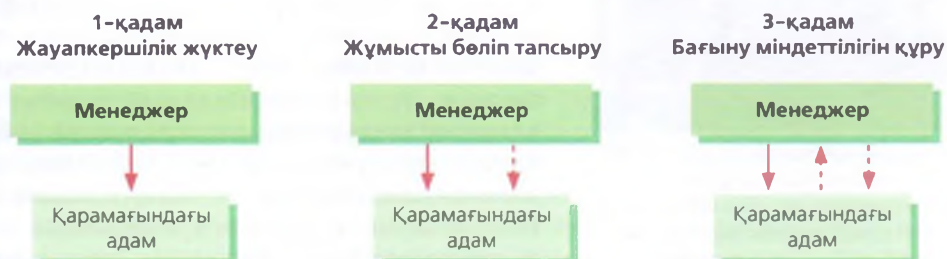 1-қадам
Жауапкершілік жүктеу
Менеджер
Қарамағындағы
адам
2-қадам
Жұмысты бөліп тапсыру
Менеджер
Қарамағындағы
адам
3-қадам
Бағыну міндеттілігін құру
Менеджер
Қарамағындағы
адам